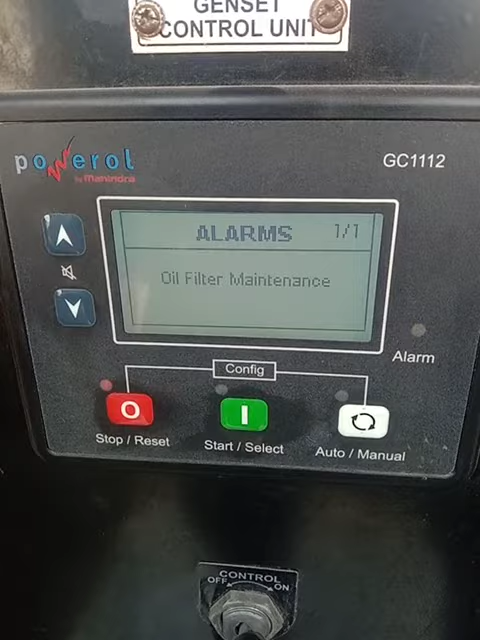 GENSET
CONTROL UNIT
powerol
by Mahindra
GC1112
ALARMS 1/1
Oil Filter Maintenance
Alarm
Config
O
I
Stop / Reset
Start / Select
Auto / Manual
CONTROL
OFF ON